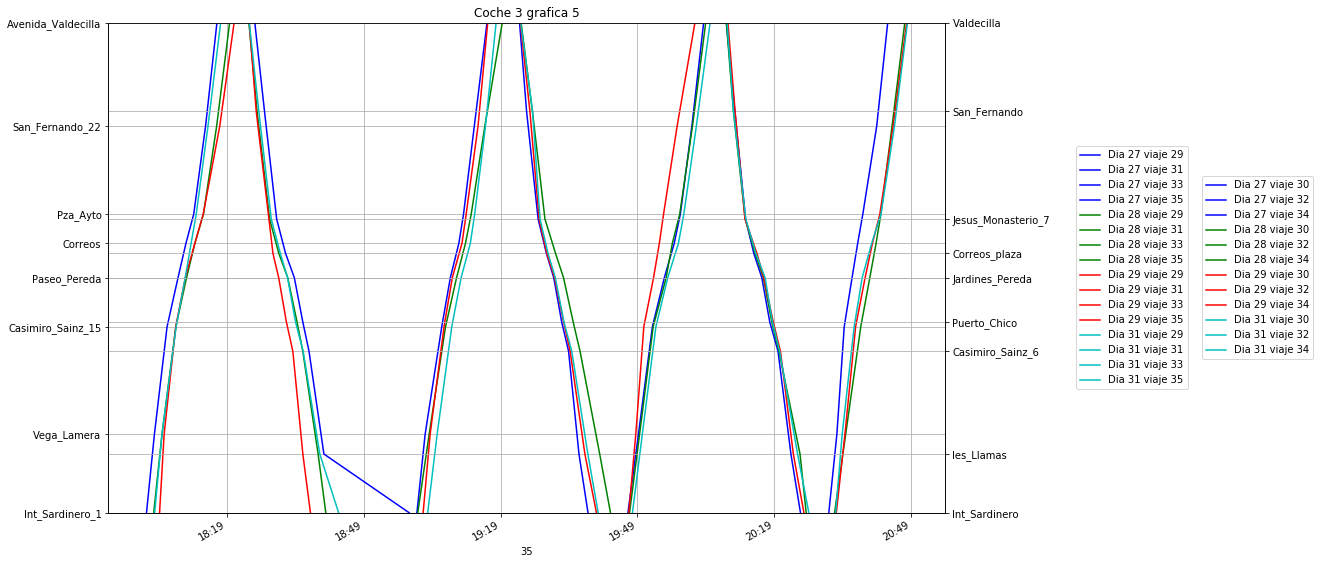 Coche 3 grafica 5
Avenida_Valdecilla
San_Fernando_22
Pza_Ayto
Correos
Paseo_Pereda
Casimiro_Sainz_15
Vega_Lamera
Int_Sardinero_1
Valdecilla
San_Fernando
Jesus_Monasterio_7
Correos_plaza
Jardines_Pereda
Puerto_Chico
Casimiro_Sainz_6
Ies_Llamas
Int_Sardinero
18:19
18:49
19:19
19:49
20:19
20:49
35
Dia 27 viaje 29
Dia 27 viaje 31
Dia 27 viaje 33
Dia 27 viaje 35
Dia 28 viaje 29
Dia 28 viaje 31
Dia 28 viaje 33
Dia 28 viaje 35
Dia 29 viaje 29
Dia 29 viaje 31
Dia 29 viaje 33
Dia 29 viaje 35
Dia 31 viaje 29
Dia 31 viaje 31
Dia 31 viaje 33
Dia 31 viaje 35
Dia 27 viaje 30
Dia 27 viaje 32
Dia 27 viaje 34
Dia 28 viaje 30
Dia 28 viaje 32
Dia 28 viaje 34
Dia 29 viaje 30
Dia 29 viaje 32
Dia 29 viaje 34
Dia 31 viaje 30
Dia 31 viaje 32
Dia 31 viaje 34